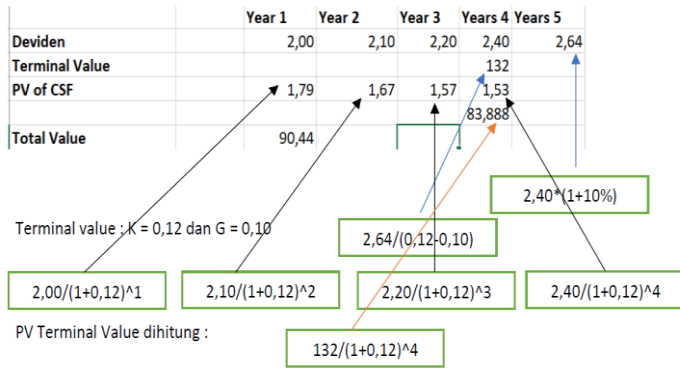 Year 1 Year 2 Year 3 Years 4 Years 5
Deviden 2,00 2,10 2,20 2,40 2,64
Terminal Value 132
PV of CSF 1,79 1,67 1,57 1,53
83,888
Total Value 90,44
2,40*(1+10%)
Terminal value : K = 0,12 dan G = 0,10
2,64/(0,12-0,10)
2,00/(1+0,12)^1 2,10/(1+0,12)^2 2,20/(1+0,12)^3 2,40/(1+0,12)^4
PV Terminal Value dihitung :
132/(1+0,12)^4